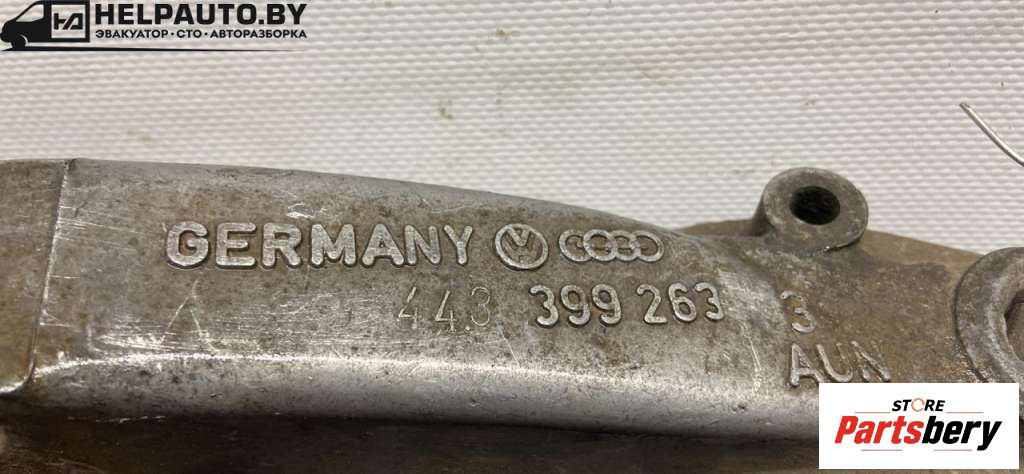 HELPAUTO.BY
ЭВАКУАТОР • СТО • АВТОРАЗБОРКА
GERMANY
443 399 263 3
AUN
STORE
Partsbery